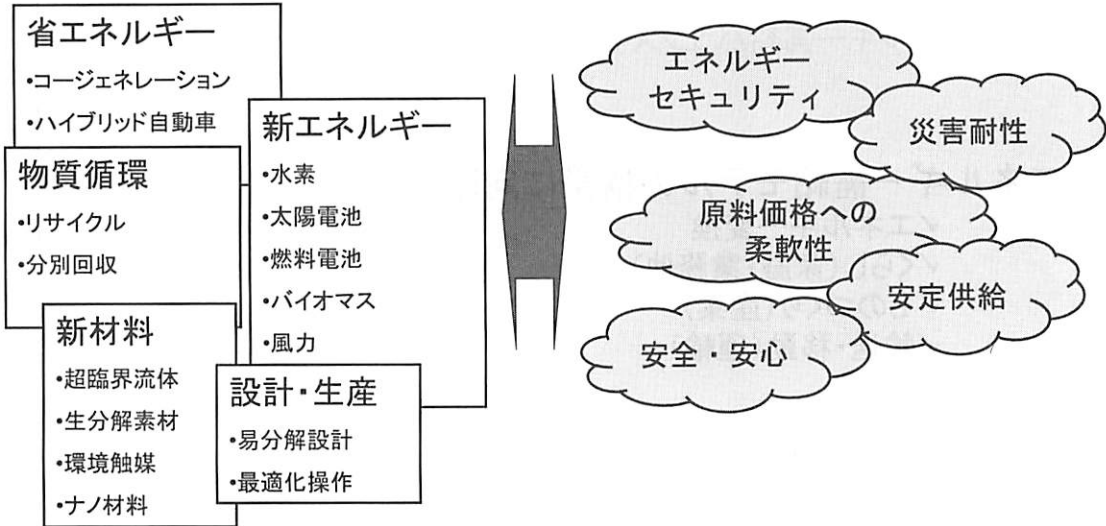 省エネルギー
•コージェネレーション
•ハイブリッド自動車
物質循環
•リサイクル
•分別回収
新エネルギー
•水素
•太陽電池
•燃料電池
•バイオマス
•風力
新材料
•超臨界流体
•生分解素材
•環境触媒
•ナノ材料
設計・生産
•易分解設計
•最適化操作
エネルギー
セキュリティ
災害耐性
原料価格への
柔軟性
安定供給
安全・安心